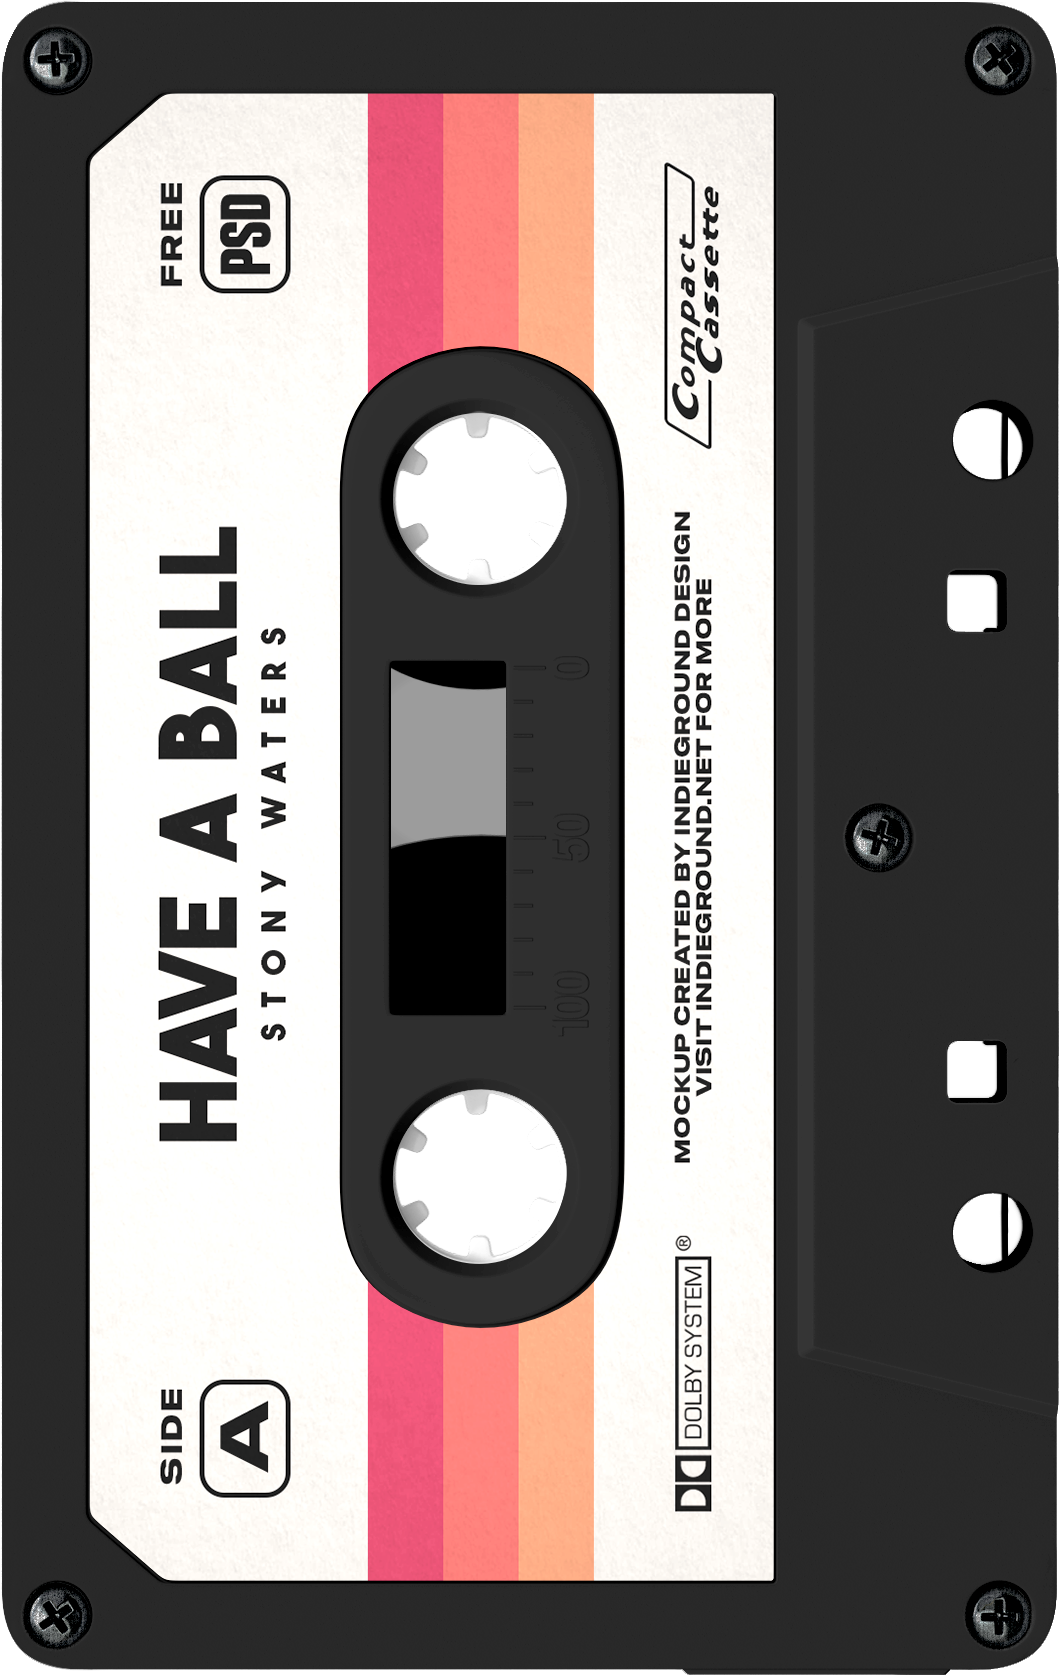 SIDE
A
HAVE A BALL
STONY WATERS
FREE
PSD
0
50
100
DOLBY SYSTEM ®
MOCKUP CREATED BY INDIEGROUND DESIGN
VISIT INDIEGROUND.NET FOR MORE
Compact
Cassette